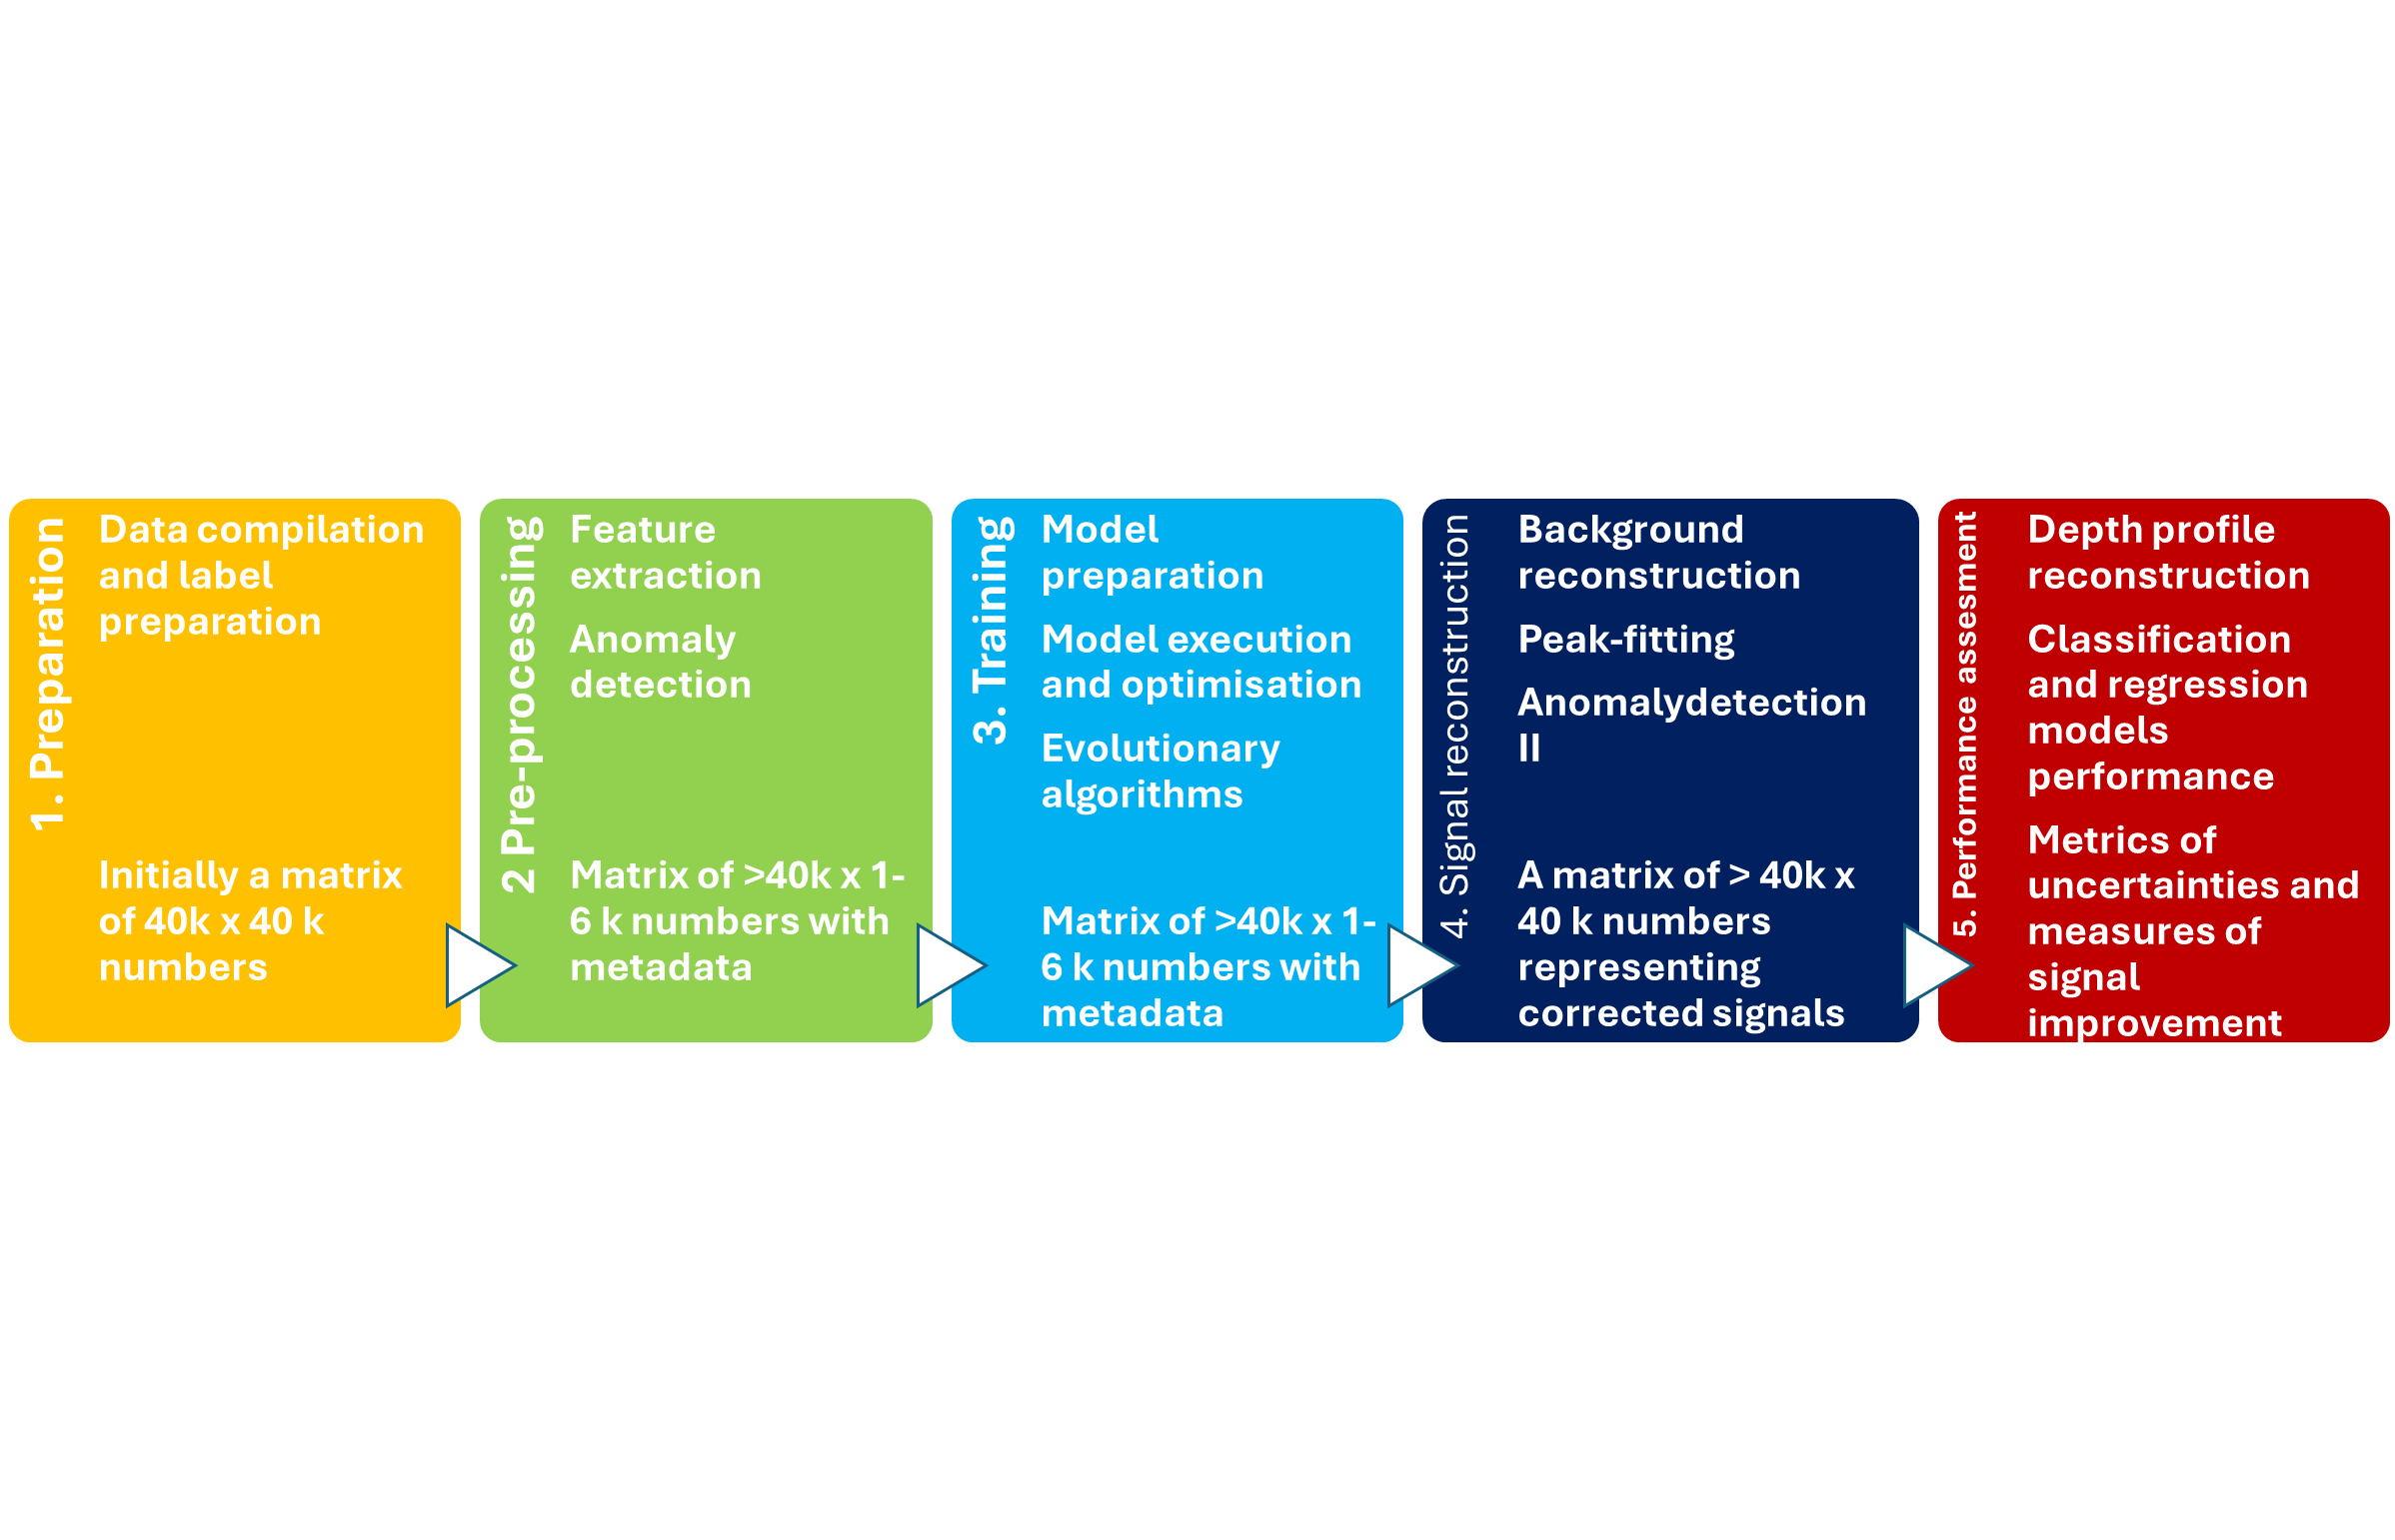 1. Preparation
Data compilation
and label
preparation
Initially a matrix
of 40k x 40 k
numbers
2 Pre-processing
Feature
extraction
Anomaly
detection
Matrix of >40k x 1-
6 k numbers with
metadata
3. Training
Model
preparation
Model execution
and optimisation
Evolutionary
algorithms
Matrix of >40k x 1-
6 k numbers with
metadata
4. Signal reconstruction
Background
reconstruction
Peak-fitting
Anomalydetection
II
A matrix of > 40k x
40 k numbers
representing
corrected signals
5. Performance assesment
Depth profile
reconstruction
Classification
and regression
models
performance
Metrics of
uncertainties and
measures of
signal
improvement